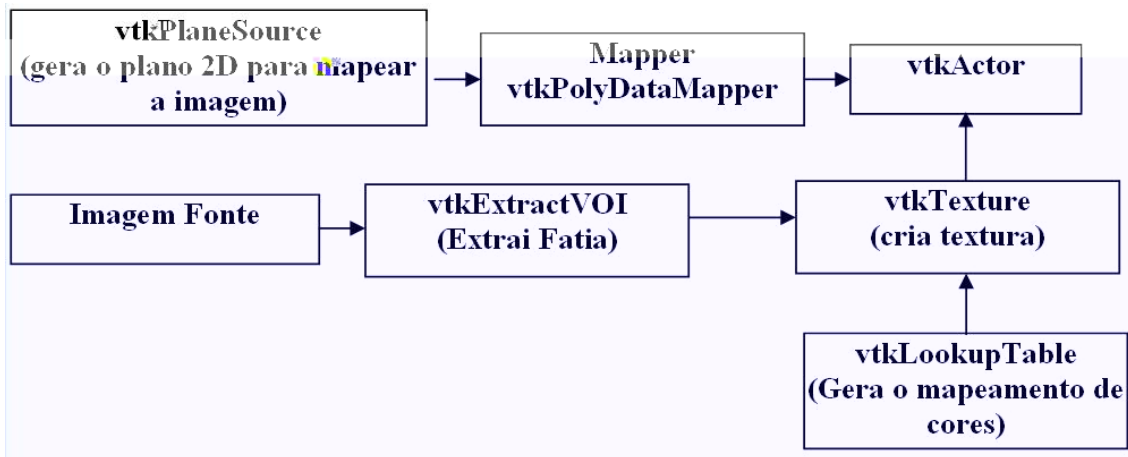 vtkPlaneSource
(gera o plano 2D para mapear
a imagem)
Mapper
vtkPolyDataMapper
vtkActor
Imagem Fonte
vtkExtractVOI
(Extrai Fatia)
vtkTexture
(cria textura)
vtkLookupTable
(Gera o mapeamento de
cores)